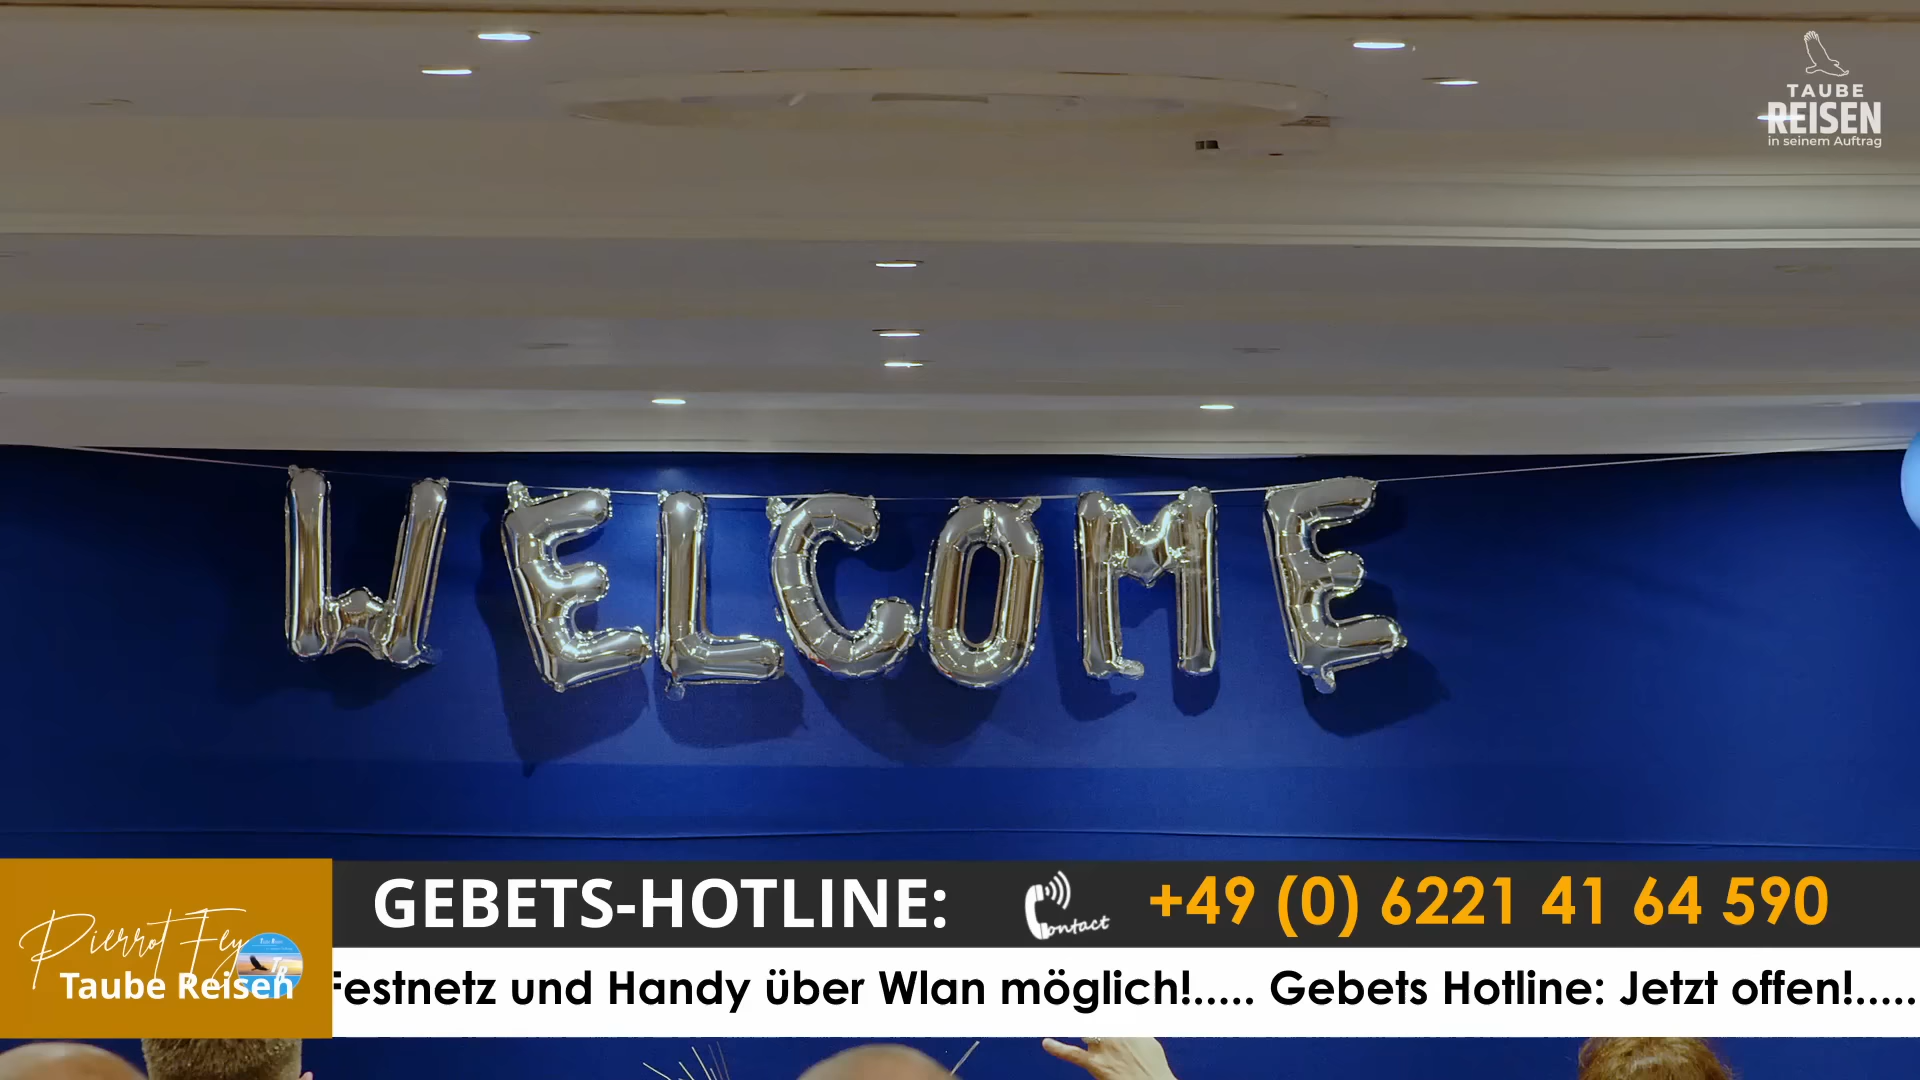 TAUBE
REISEN
in seinem Auftrag
WELCOME
GEBETS-HOTLINE:
Contact
+49 (0) 6221 41 64 590
Pierrot Fey
TR
Taube Reisen
Festnetz und Handy über Wlan möglich!..... Gebets Hotline: Jetzt offen!.....